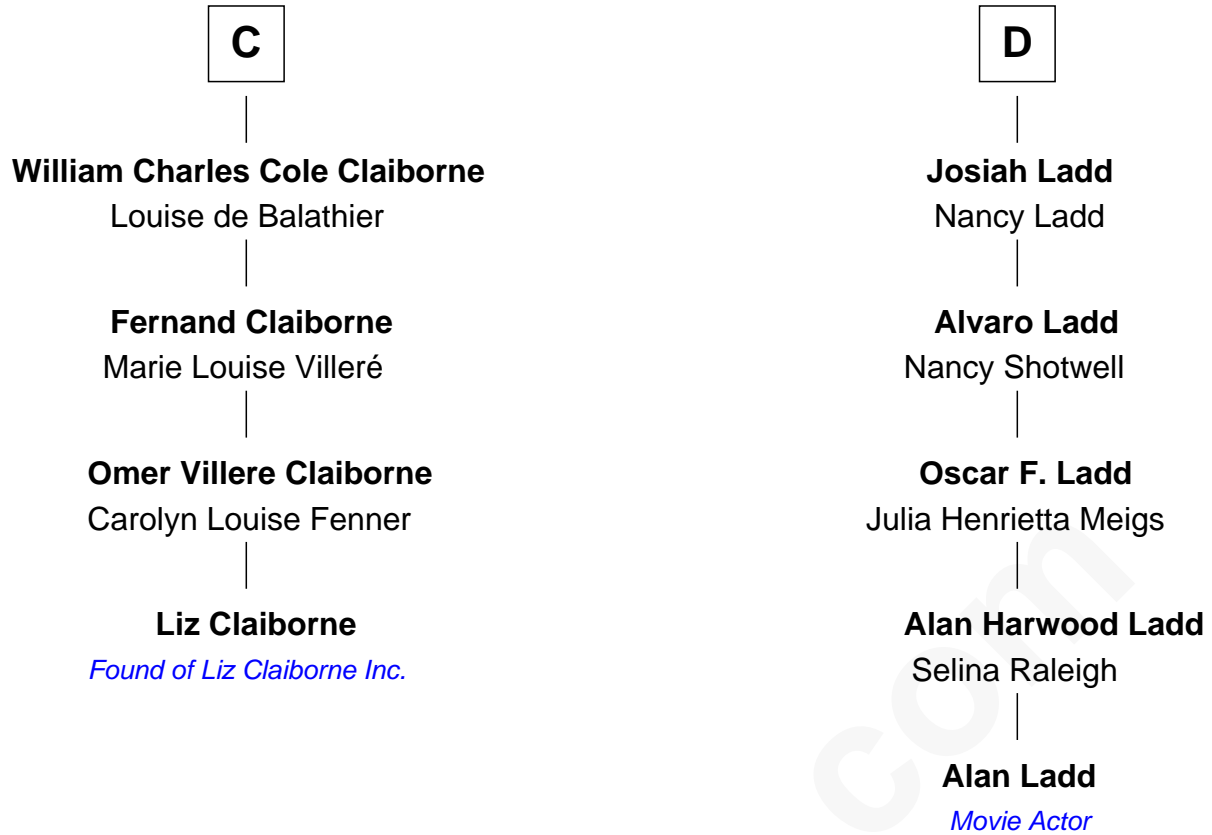 C
William Charles Cole Claiborne
Louise de Balathier
Fernand Claiborne
Marie Louise Villeré
Omer Villere Claiborne
Carolyn Louise Fenner
Liz Claiborne
Found of Liz Claiborne Inc.
D
Josiah Ladd
Nancy Ladd
Alvaro Ladd
Nancy Shotwell
Oscar F. Ladd
Julia Henrietta Meigs
Alan Harwood Ladd
Selina Raleigh
Alan Ladd
Movie Actor
com